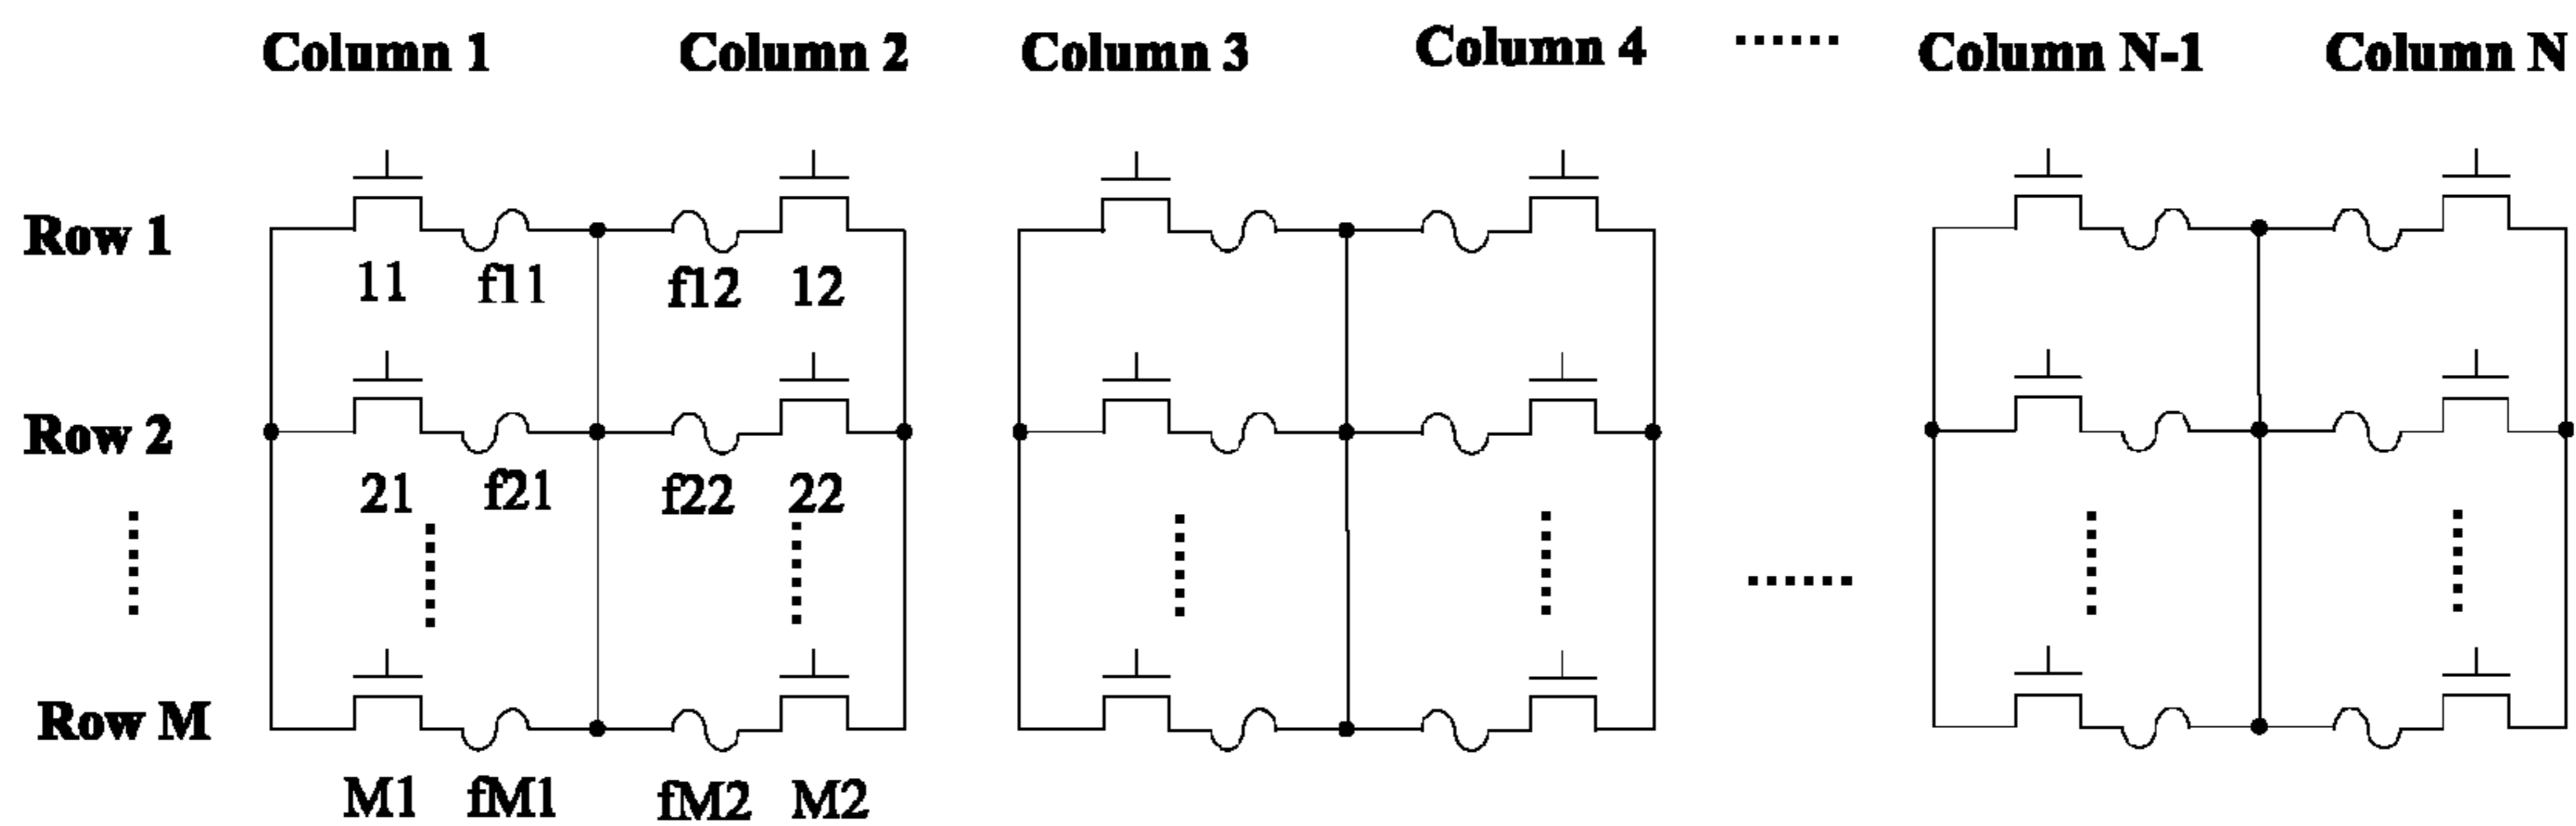 Column 1 Column 2 Column 3 Column 4 ...... Column N-1 Column N
Row 1
11 f11 f12 12
Row 2
21 f21 f22 22
Row M
M1 fM1 fM2 M2